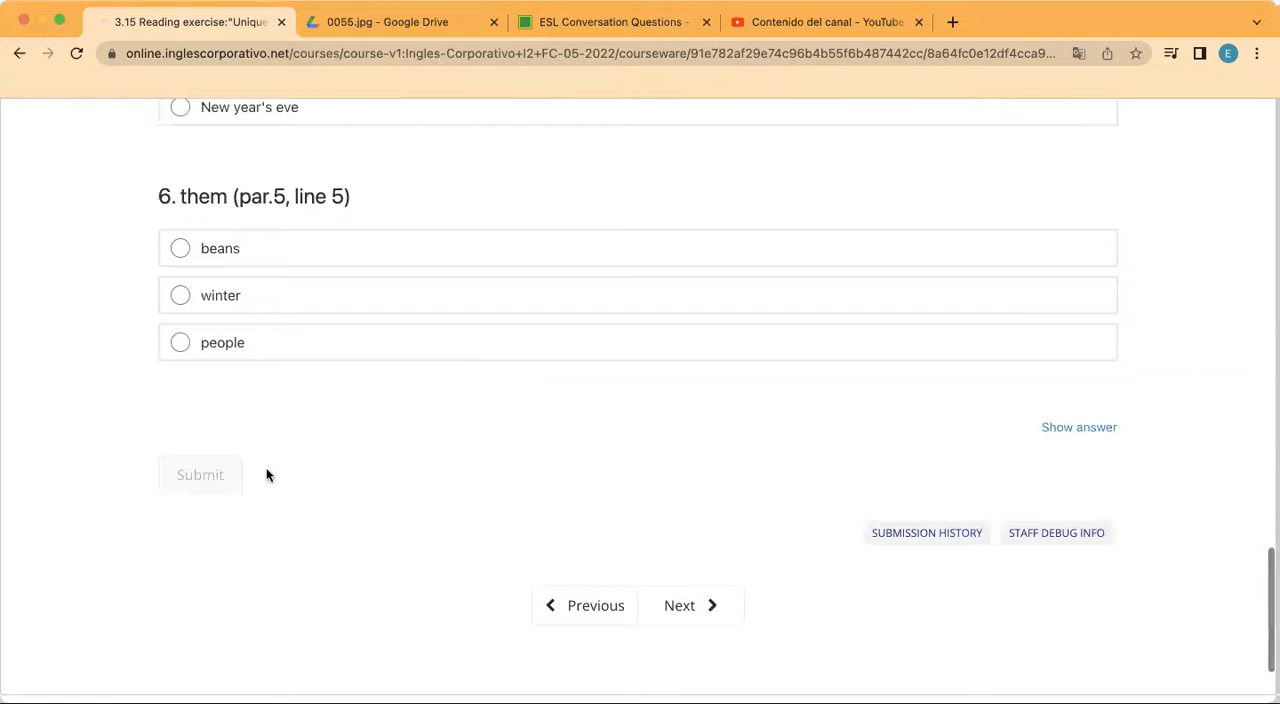 3.15 Reading exercise:"Unique
0055.jpg - Google Drive
ESL Conversation Questions -
Contenido del canal - YouTube
online.inglescorporativo.net/courses/course-v1:Ingles-Corporativo+I2+FC-05-2022/courseware/91e782af29e74c96b4b55f6b487442cc/8a64fc0e12df4cca9...
E
New year's eve
6. them (par.5, line 5)
beans
winter
people
Show answer
Submit
SUBMISSION HISTORY
STAFF DEBUG INFO
Previous
Next